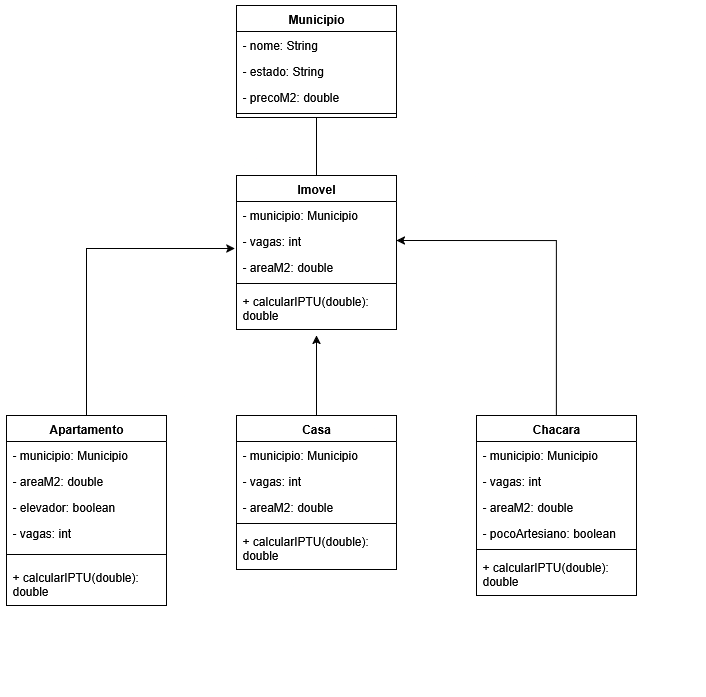 Municipio
- nome: String
- estado: String
- precoM2: double
Imovel
- municipio: Municipio
- vagas: int
- areaM2: double
+ calcularIPTU(double):
double
Apartamento
- municipio: Municipio
- areaM2: double
- elevador: boolean
- vagas: int
+ calcularIPTU(double):
double
Casa
- municipio: Municipio
- vagas: int
- areaM2: double
+ calcularIPTU(double):
double
Chacara
- municipio: Municipio
- vagas: int
- areaM2: double
- pocoArtesiano: boolean
+ calcularIPTU(double):
double